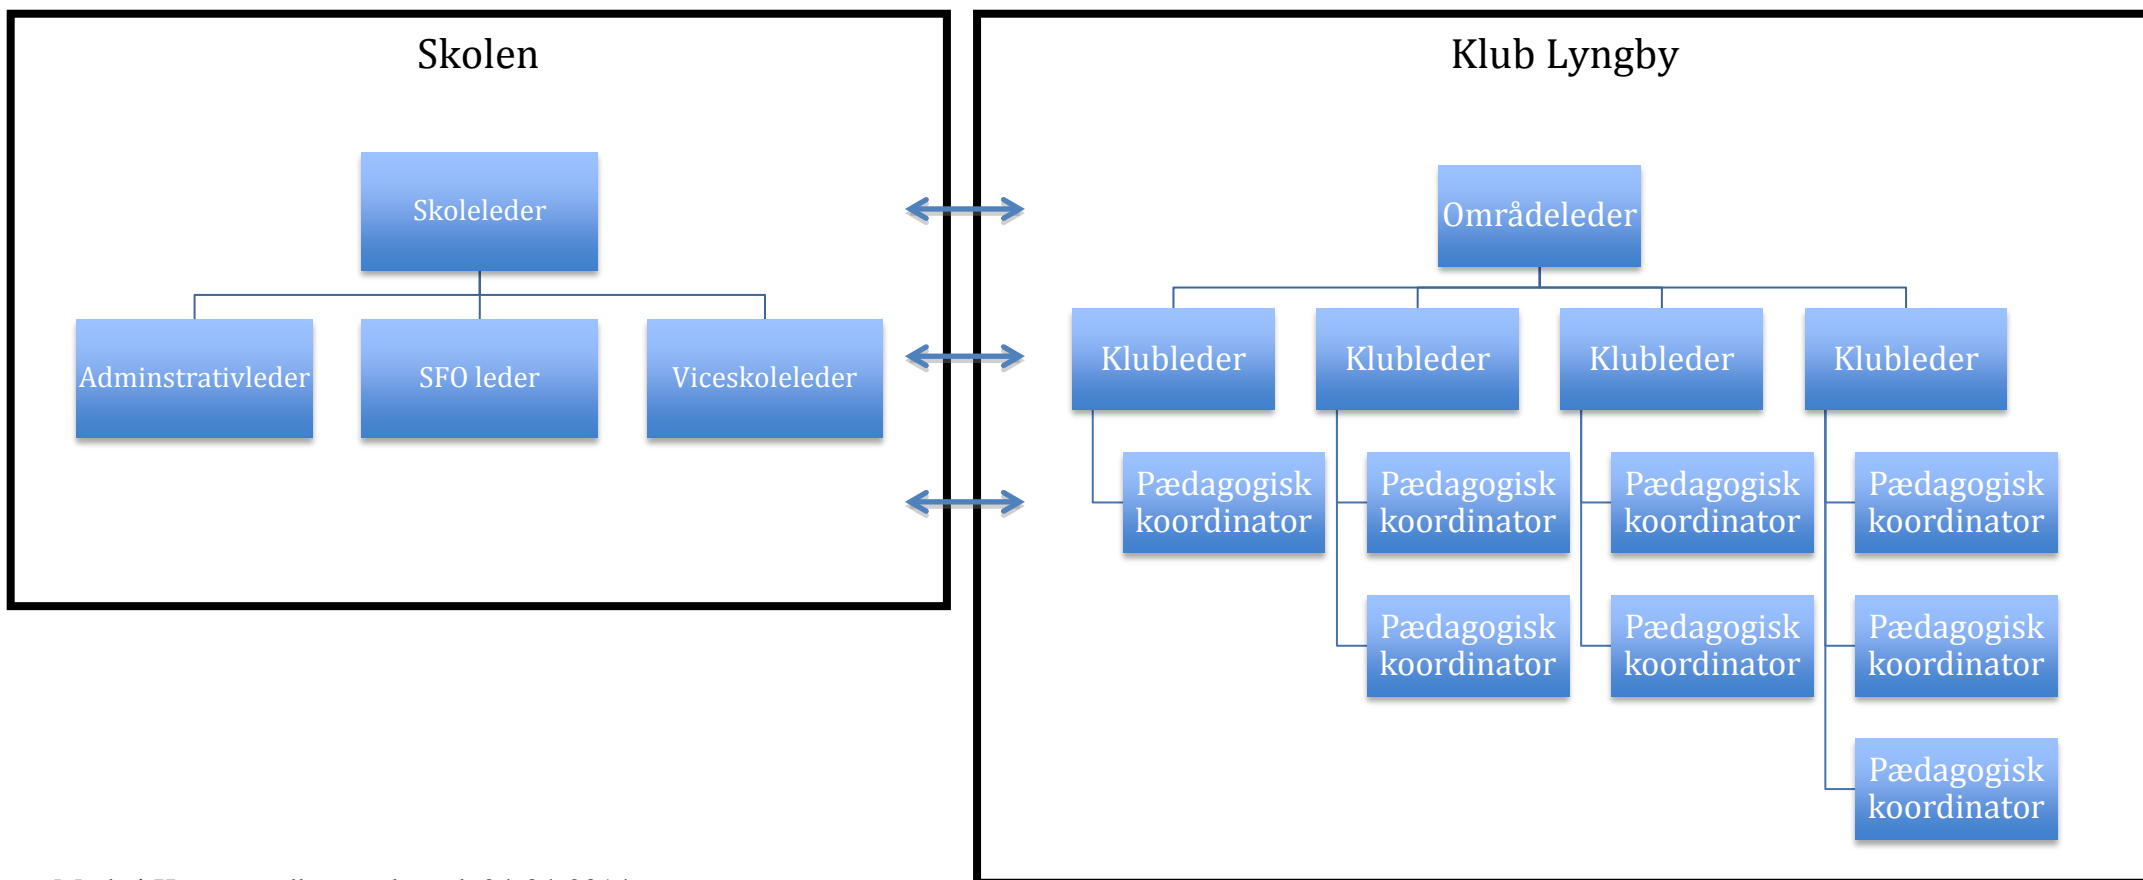 Skolen
Skoleleder
Adminstrativleder
SFO leder
Viceskoleleder
Klub Lyngby
Områdeleder
Klubleder
Klubleder
Klubleder
Klubleder
Pædagogisk
koordinator
Pædagogisk
koordinator
Pædagogisk
koordinator
Pædagogisk
koordinator
Pædagogisk
koordinator
Pædagogisk
koordinator
Pædagogisk
koordinator
Pædagogisk
koordinator